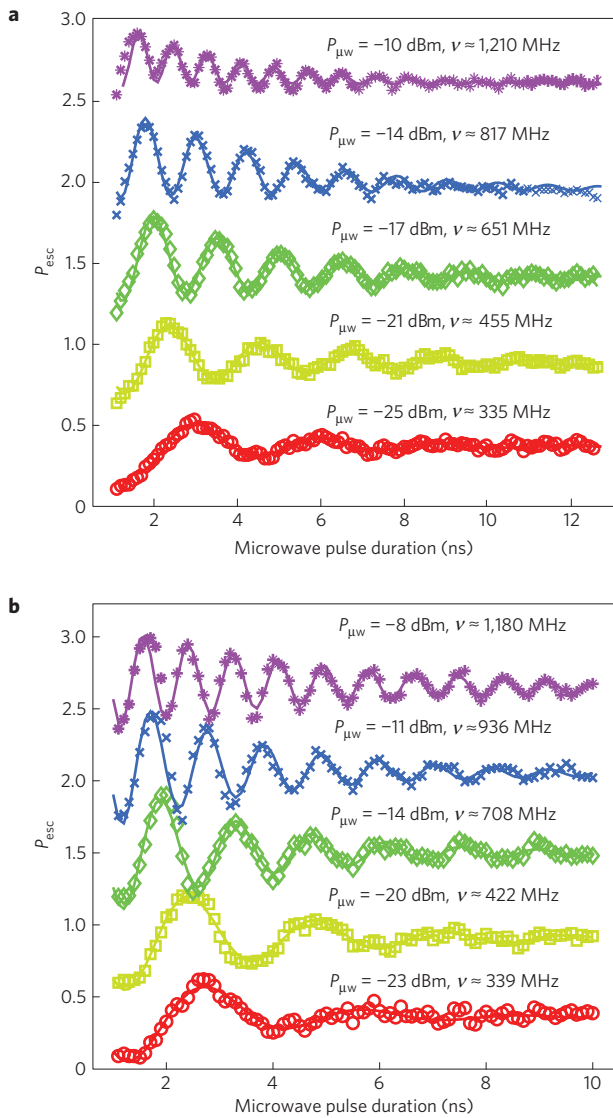 a
3.0
2.5
2.0
1.5
1.0
0.5
0
P_esc
P_μw = −10 dBm, ν ≈ 1,210 MHz
P_μw = −14 dBm, ν ≈ 817 MHz
P_μw = −17 dBm, ν ≈ 651 MHz
P_μw = −21 dBm, ν ≈ 455 MHz
P_μw = −25 dBm, ν ≈ 335 MHz
2 4 6 8 10 12
Microwave pulse duration (ns)
b
3.0
2.5
2.0
1.5
1.0
0.5
0
P_esc
P_μw = −8 dBm, ν ≈ 1,180 MHz
P_μw = −11 dBm, ν ≈936 MHz
P_μw = −14 dBm, ν ≈ 708 MHz
P_μw = −20 dBm, ν ≈ 422 MHz
P_μw = −23 dBm, ν ≈ 339 MHz
2 4 6 8 10
Microwave pulse duration (ns)